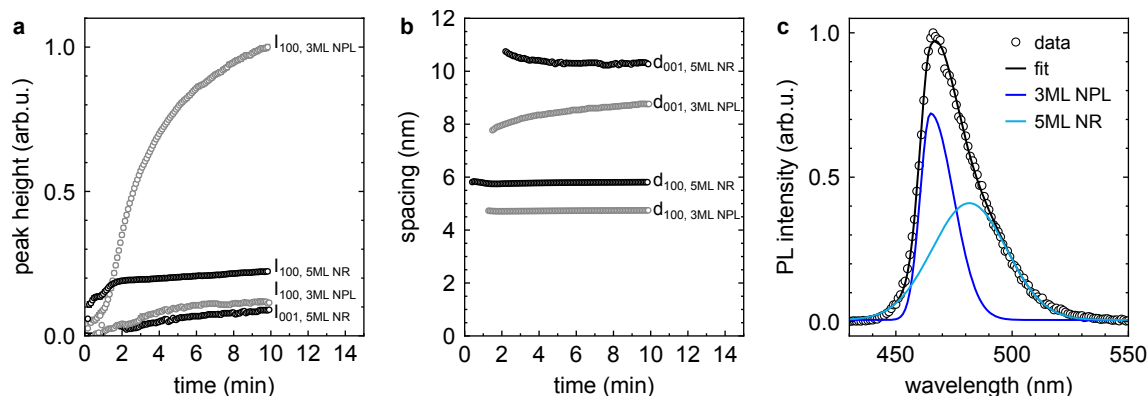 a
peak height (arb.u.)
1.0
0.5
0.0
0 2 4 6 8 10 12 14
time (min)
I100, 3ML NPL
I100, 5ML NR
I100, 3ML NPL
I001, 5ML NR
b
spacing (nm)
12
10
8
6
4
2
0
0 2 4 6 8 10 12 14
time (min)
d001, 5ML NR
d001, 3ML NPL
d100, 5ML NR
d100, 3ML NPL
c
PL intensity (arb.u.)
1.0
0.5
0.0
450 500 550
wavelength (nm)
data
fit
3ML NPL
5ML NR